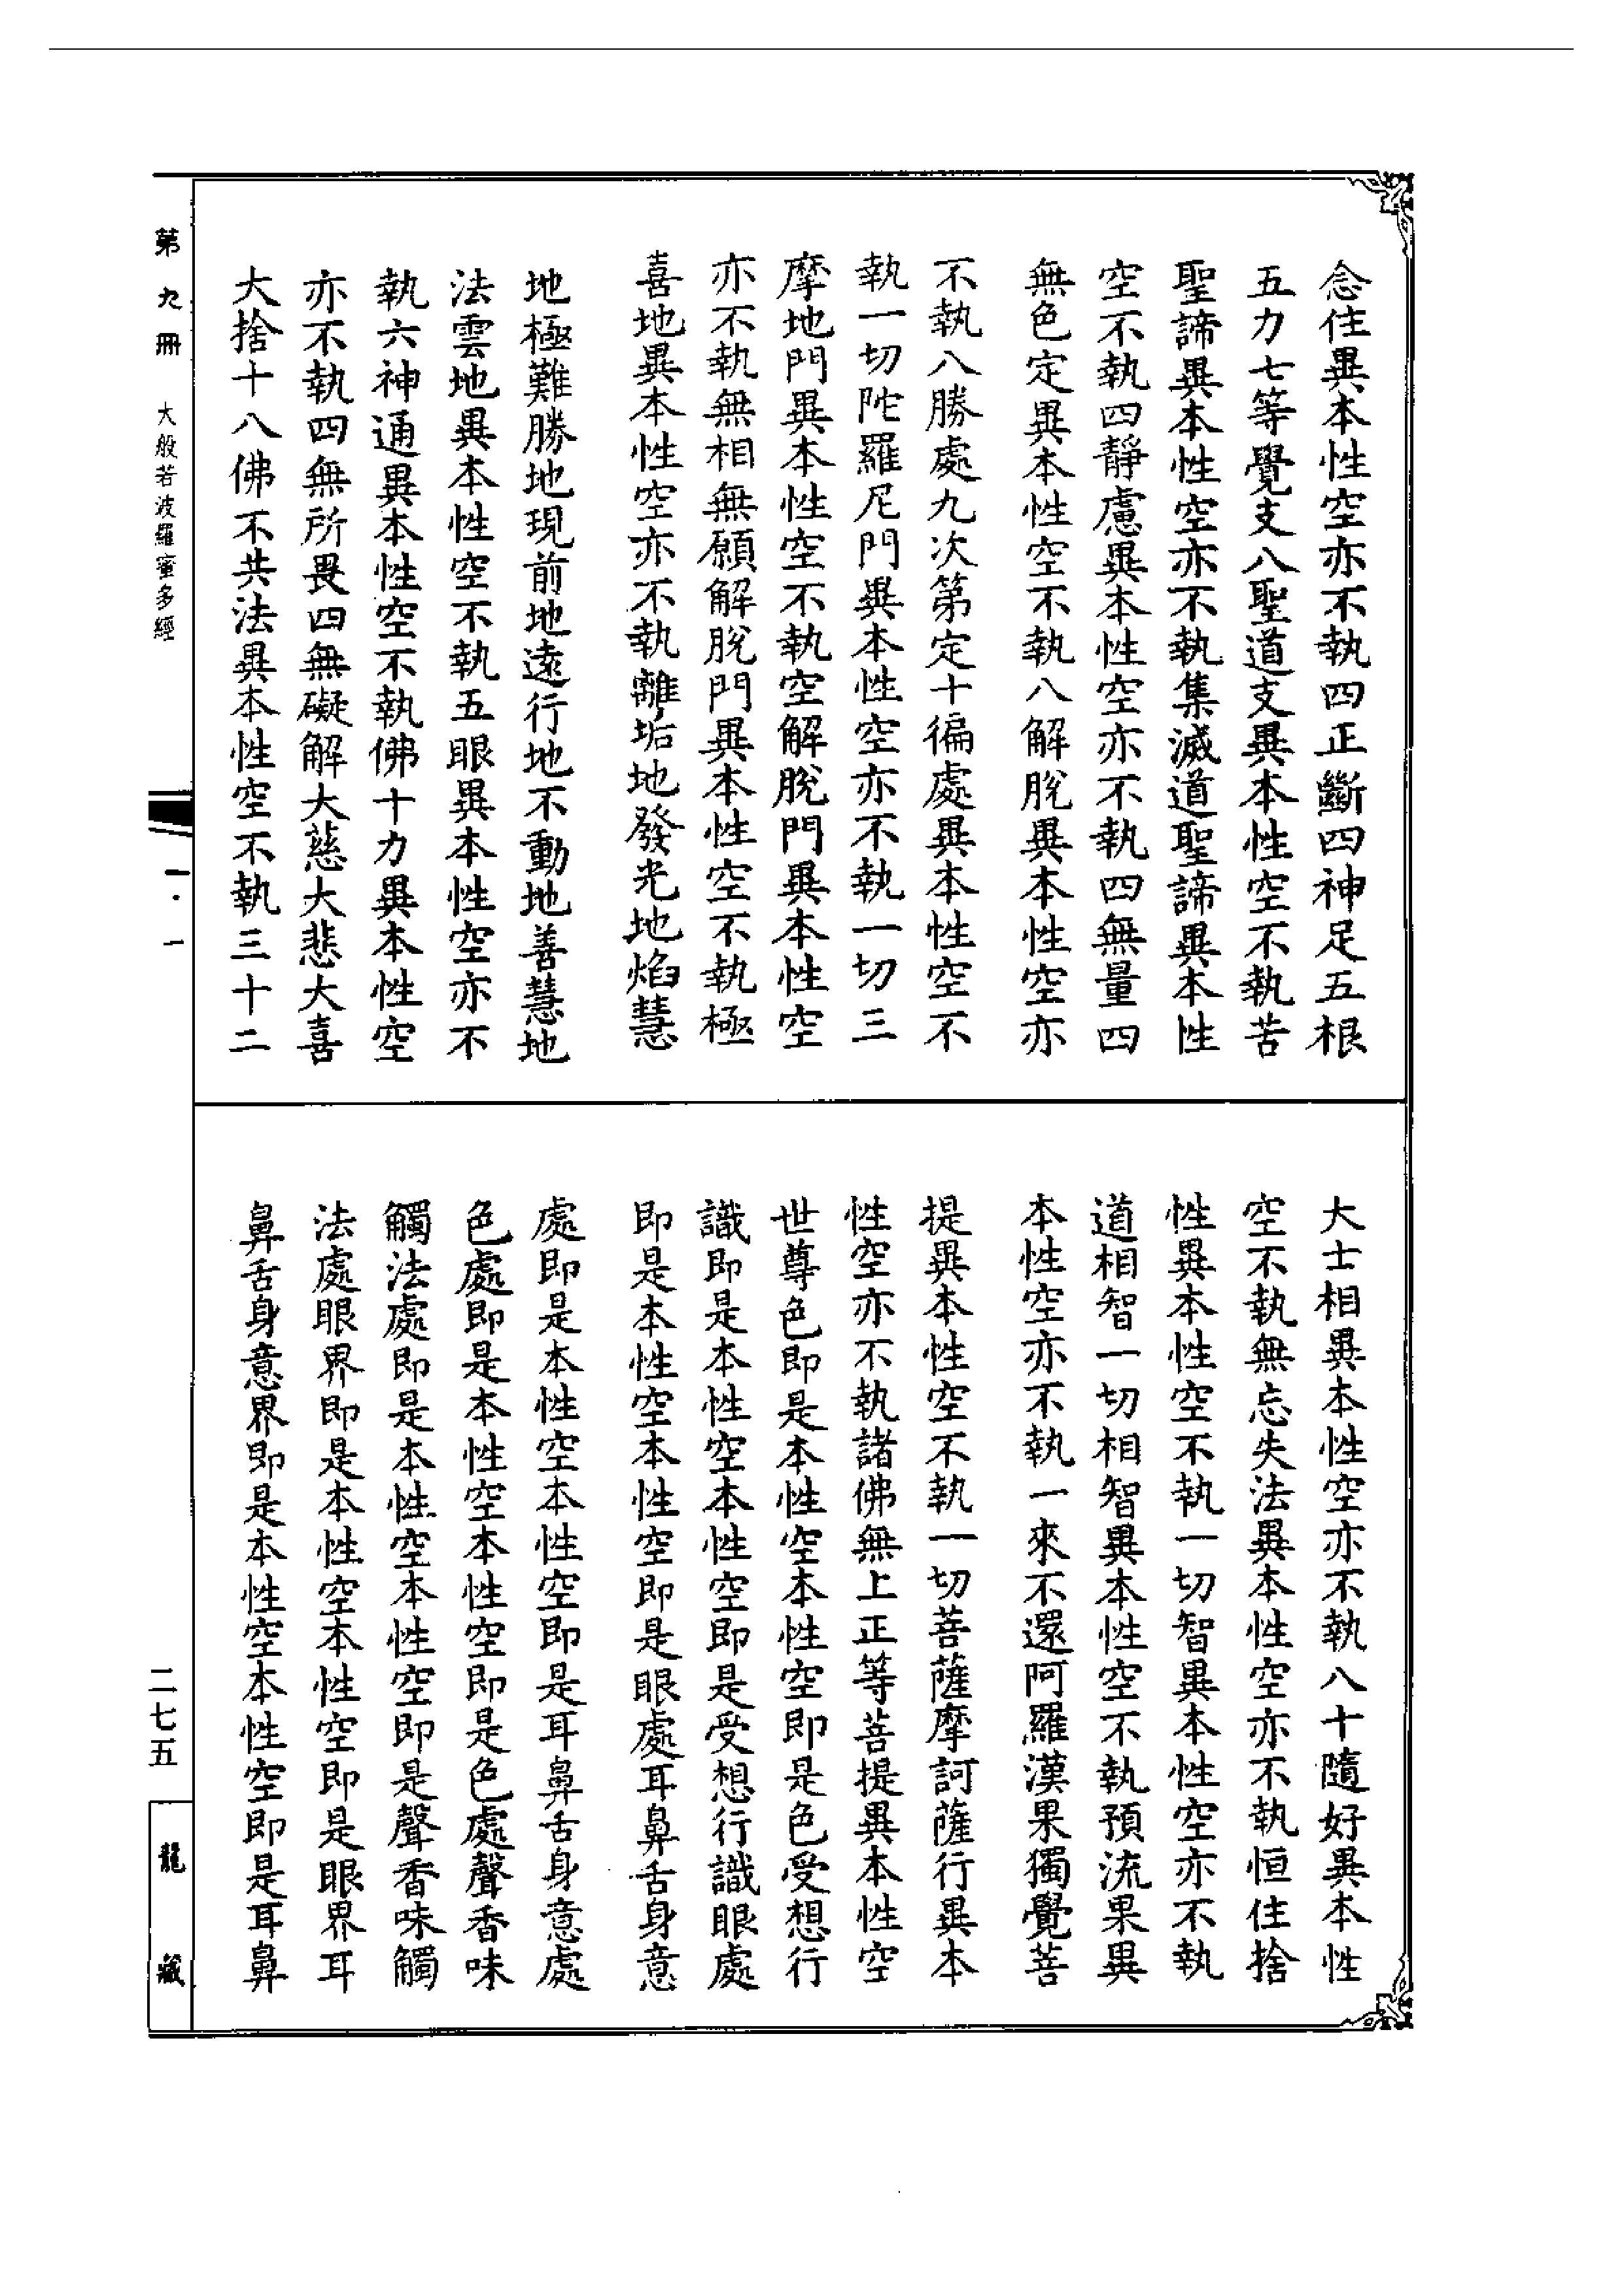 念住異本性空亦不執四正斷四神足五根
五力七等覺支八聖道支異本性空不執苦
聖諦異本性空亦不執集滅道聖諦異本性
空不執四靜慮異本性空亦不執四無量四
無色定異本性空不執八解脫異本性空亦
不執八勝處九次第定十徧處異本性空不
執一切陀羅尼門異本性空亦不執一切三
摩地門異本性空不執空解脫門異本性空
亦不執無相無願解脫門異本性空不執極
喜地異本性空亦不執離垢地發光地焰慧
地極難勝地現前地遠行地不動地善慧地
法雲地異本性空不執五眼異本性空亦不
執六神通異本性空不執佛十力異本性空
亦不執四無所畏四無礙解大慈大悲大喜
大捨十八佛不共法異本性空不執三十二
大士相異本性空亦不執八十隨好異本性
空不執無忘失法異本性空亦不執恒住捨
性異本性空不執一切智異本性空亦不執
道相智一切相智異本性空不執預流果異
本性空亦不執一來不還阿羅漢果獨覺菩
提異本性空不執一切菩薩摩訶薩行異本
性空亦不執諸佛無上正等菩提異本性空
世尊色即是本性空本性空即是色受想行
識即是本性空本性空即是受想行識眼處
即是本性空本性空即是眼處耳鼻舌身意
處即是本性空本性空即是耳鼻舌身意處
色處即是本性空本性空即是色處聲香味
觸法處即是本性空本性空即是聲香味觸
法處眼界即是本性空本性空即是眼界耳
鼻舌身意界即是本性空本性空即是耳鼻
第九冊 大般若波羅蜜多經
二七五
龍藏